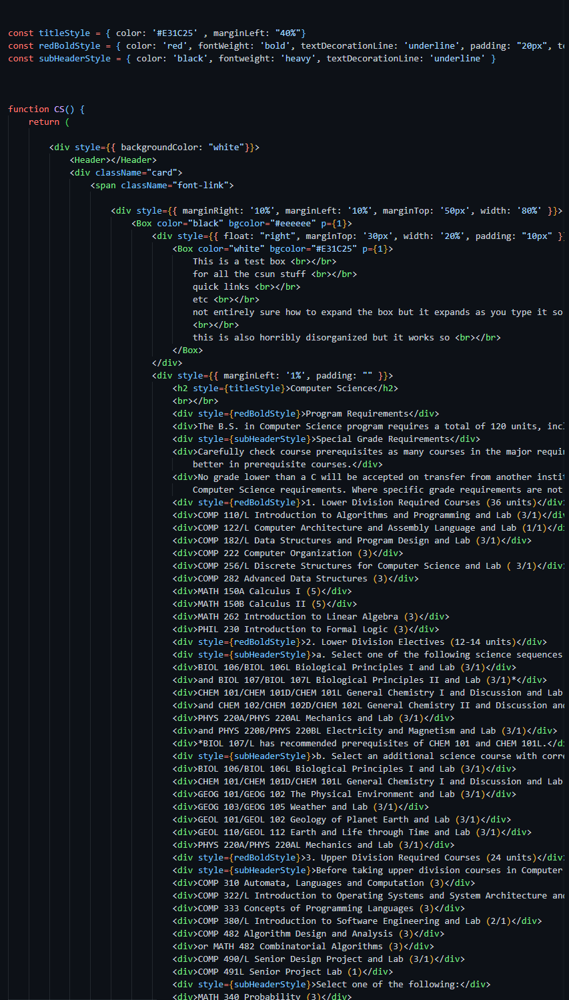 const titleStyle = { color: '#E31C25' , marginLeft: "40%"}
const redBoldStyle = { color: 'red', fontWeight: 'bold', textDecorationLine: 'underline', padding: "20px", te
const subHeaderStyle = { color: 'black', fontweight: 'heavy', textDecorationLine: 'underline' }
function CS() {
return (
<div style={{ backgroundColor: "white"}}>
<Header></Header>
<div className="card">
<span className="font-link">
<div style={{ marginRight: '10%', marginLeft: '10%', marginTop: '50px', width: '80%' }}>
<Box color="black" bgcolor="#eeeeee" p={1}>
<div style={{ float: "right", marginTop: '30px', width: '20%', padding: "10px" }}
<Box color="white" bgcolor="#E31C25" p={1}>
This is a test box <br></br>
for all the csun stuff <br></br>
quick links <br></br>
etc <br></br>
not entirely sure how to expand the box but it expands as you type it so
<br></br>
this is also horribly disorganized but it works so <br></br>
</Box>
</div>
<div style={{ marginLeft: '1%', padding: "" }}>
<h2 style={titleStyle}>Computer Science</h2>
<br></br>
<div style={redBoldStyle}>Program Requirements</div>
<div>The B.S. in Computer Science program requires a total of 120 units, incl
<div style={subHeaderStyle}>Special Grade Requirements</div>
<div>Carefully check course prerequisites as many courses in the major requir
better in prerequisite courses.</div>
<div>No grade lower than a C will be accepted on transfer from another instit
Computer Science requirements. Where specific grade requirements are not
<div style={redBoldStyle}>1. Lower Division Required Courses (36 units)</div>
<div>COMP 110/L Introduction to Algorithms and Programming and Lab (3/1)</div
<div>COMP 122/L Computer Architecture and Assembly Language and Lab (1/1)</di
<div>COMP 182/L Data Structures and Program Design and Lab (3/1)</div>
<div>COMP 222 Computer Organization (3)</div>
<div>COMP 256/L Discrete Structures for Computer Science and Lab ( 3/1)</div>
<div>COMP 282 Advanced Data Structures (3)</div>
<div>MATH 150A Calculus I (5)</div>
<div>MATH 150B Calculus II (5)</div>
<div>MATH 262 Introduction to Linear Algebra (3)</div>
<div>PHIL 230 Introduction to Formal Logic (3)</div>
<div style={redBoldStyle}>2. Lower Division Electives (12-14 units)</div>
<div style={subHeaderStyle}>a. Select one of the following science sequences
<div>BIOL 106/BIOL 106L Biological Principles I and Lab (3/1)</div>
<div>and BIOL 107/BIOL 107L Biological Principles II and Lab (3/1)*</div>
<div>CHEM 101/CHEM 101D/CHEM 101L General Chemistry I and Discussion and Lab
<div>and CHEM 102/CHEM 102D/CHEM 102L General Chemistry II and Discussion and
<div>PHYS 220A/PHYS 220AL Mechanics and Lab (3/1)</div>
<div>and PHYS 220B/PHYS 220BL Electricity and Magnetism and Lab (3/1)</div>
<div>*BIOL 107/L has recommended prerequisites of CHEM 101 and CHEM 101L.</di
<div style={subHeaderStyle}>b. Select an additional science course with corre
<div>BIOL 106/BIOL 106L Biological Principles I and Lab (3/1)</div>
<div>CHEM 101/CHEM 101D/CHEM 101L General Chemistry I and Discussion and Lab
<div>GEOG 101/GEOG 102 The Physical Environment and Lab (3/1)</div>
<div>GEOG 103/GEOG 105 Weather and Lab (3/1)</div>
<div>GEOL 101/GEOL 102 Geology of Planet Earth and Lab (3/1)</div>
<div>GEOL 110/GEOL 112 Earth and Life through Time and Lab (3/1)</div>
<div>PHYS 220A/PHYS 220AL Mechanics and Lab (3/1)</div>
<div style={redBoldStyle}>3. Upper Division Required Courses (24 units)</div>
<div style={subHeaderStyle}>Before taking upper division courses in Computer
<div>COMP 310 Automata, Languages and Computation (3)</div>
<div>COMP 322/L Introduction to Operating Systems and System Architecture and
<div>COMP 333 Concepts of Programming Languages (3)</div>
<div>COMP 380/L Introduction to Software Engineering and Lab (2/1)</div>
<div>COMP 482 Algorithm Design and Analysis (3)</div>
<div>or MATH 482 Combinatorial Algorithms (3)</div>
<div>COMP 490/L Senior Design Project and Lab (3/1)</div>
<div>COMP 491L Senior Project Lab (1)</div>
<div style={subHeaderStyle}>Select one of the following:</div>
<div>MATH 340 Probability (3)</div>